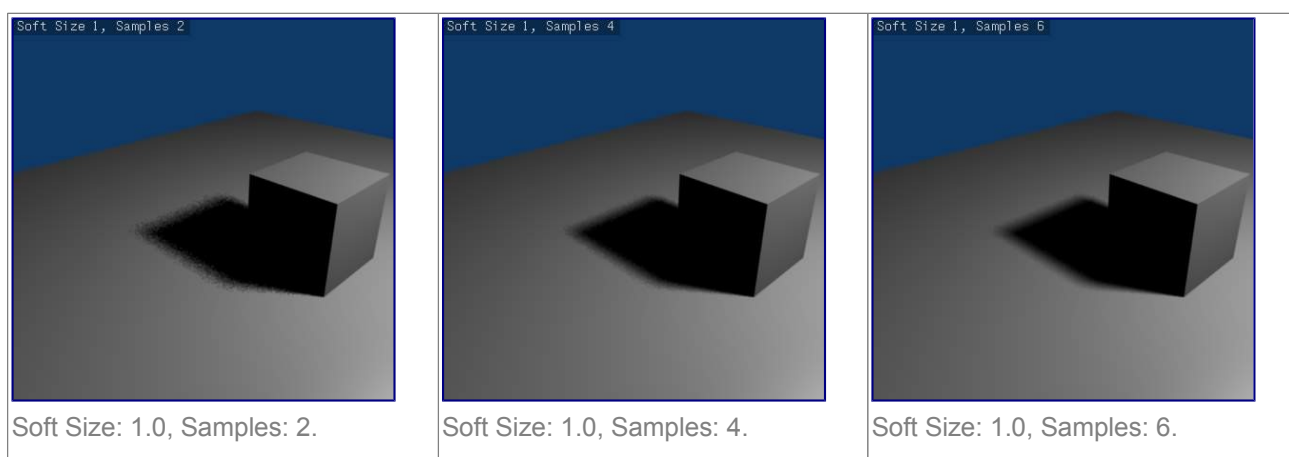 Soft Size 1, Samples 2
Soft Size 1, Samples 4
Soft Size 1, Samples 6
Soft Size: 1.0, Samples: 2.
Soft Size: 1.0, Samples: 4.
Soft Size: 1.0, Samples: 6.